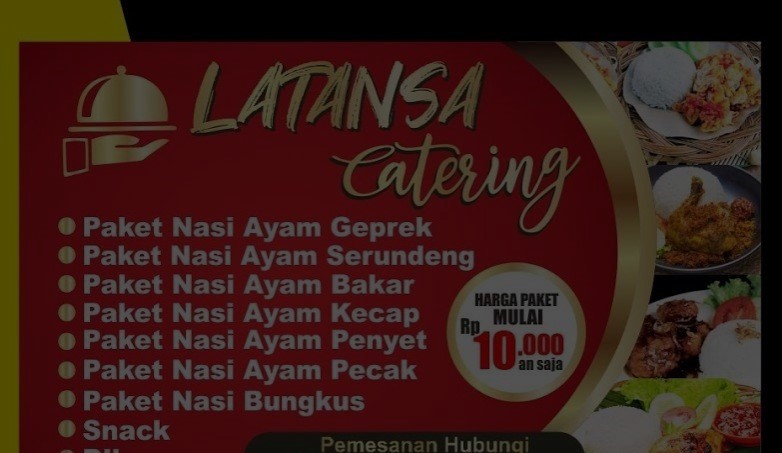 LATANSA
Catering
Paket Nasi Ayam Geprek
Paket Nasi Ayam Serundeng
Paket Nasi Ayam Bakar
Paket Nasi Ayam Kecap
Paket Nasi Ayam Penyet
Paket Nasi Ayam Pecak
Paket Nasi Bungkus
Snack
HARGA PAKET
MULAI
Rp 10.000
an saja
Pemesanan Hubungi